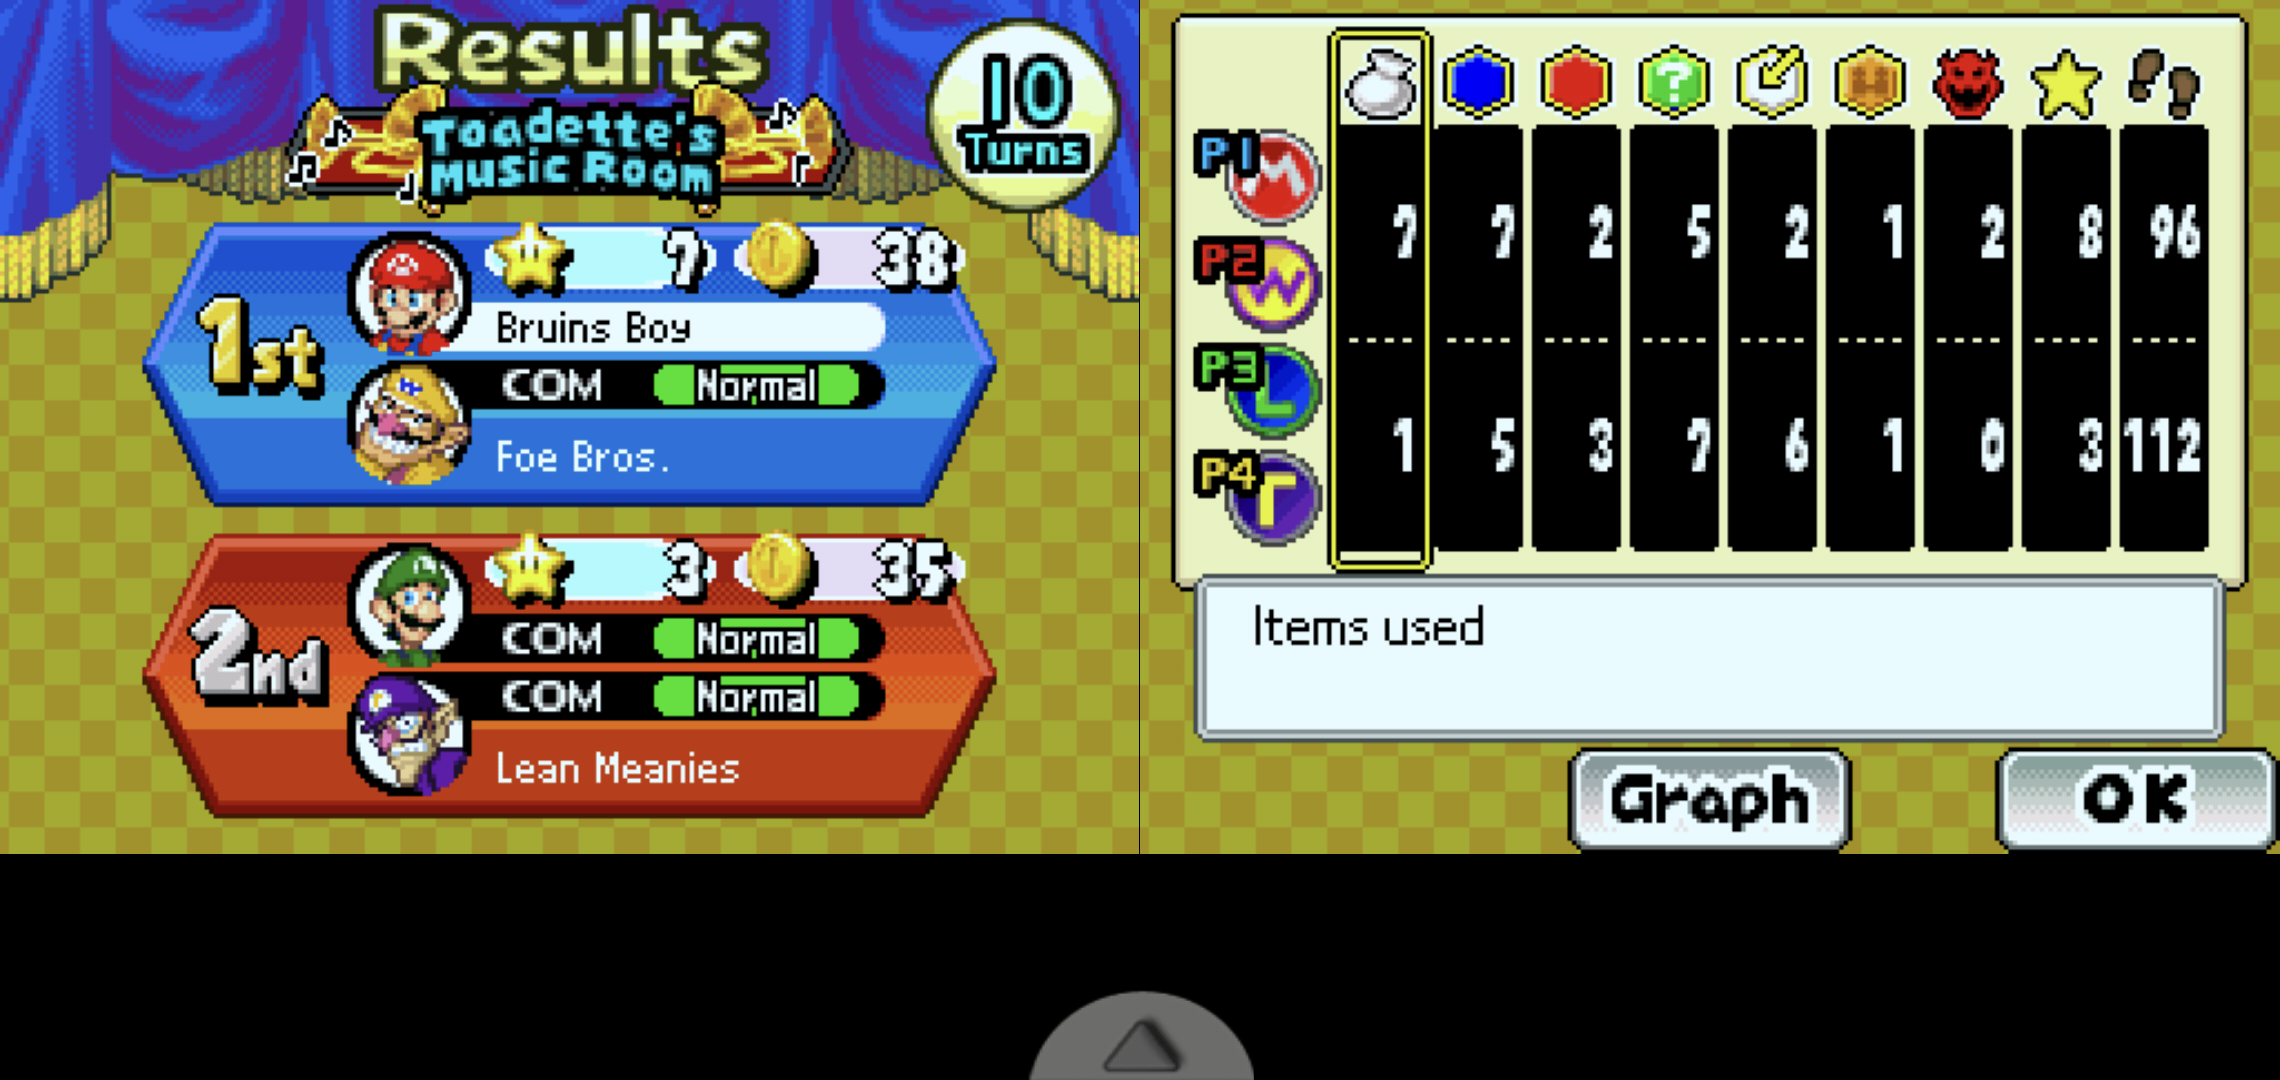 Results
Toadette's
Music Room
10
Turns
1st
7
38
Bruins Boy
COM Normal
Foe Bros.
2nd
3
35
COM Normal
COM Normal
Lean Meanies
?
P1
P2
P3
P4
7 7 2 5 2 1 2 8 96
1 5 3 7 6 1 0 3 112
Items used
Graph
OK